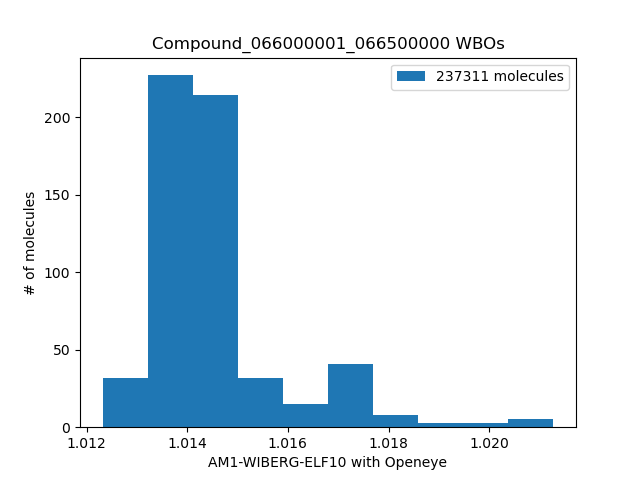 Compound_066000001_066500000 WBOs
237311 molecules
200
150
100
50
0
# of molecules
1.012 1.014 1.016 1.018 1.020
AM1-WIBERG-ELF10 with Openeye